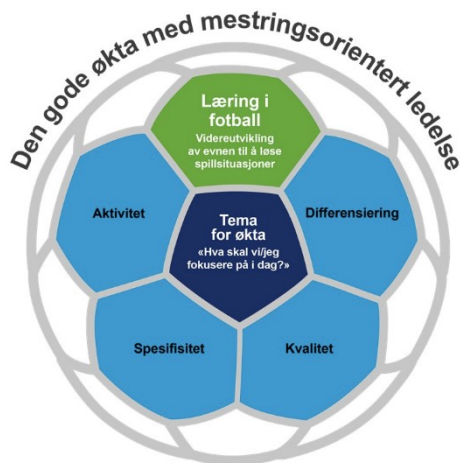 Den gode økta med mestringsorientert ledelse
Læring i
fotball
Videreutvikling
av evnen til å løse
spillsituasjoner
Aktivitet
Tema
for økta
«Hva skal vi/jeg
fokusere på i dag?»
Differensiering
Spesifisitet
Kvalitet